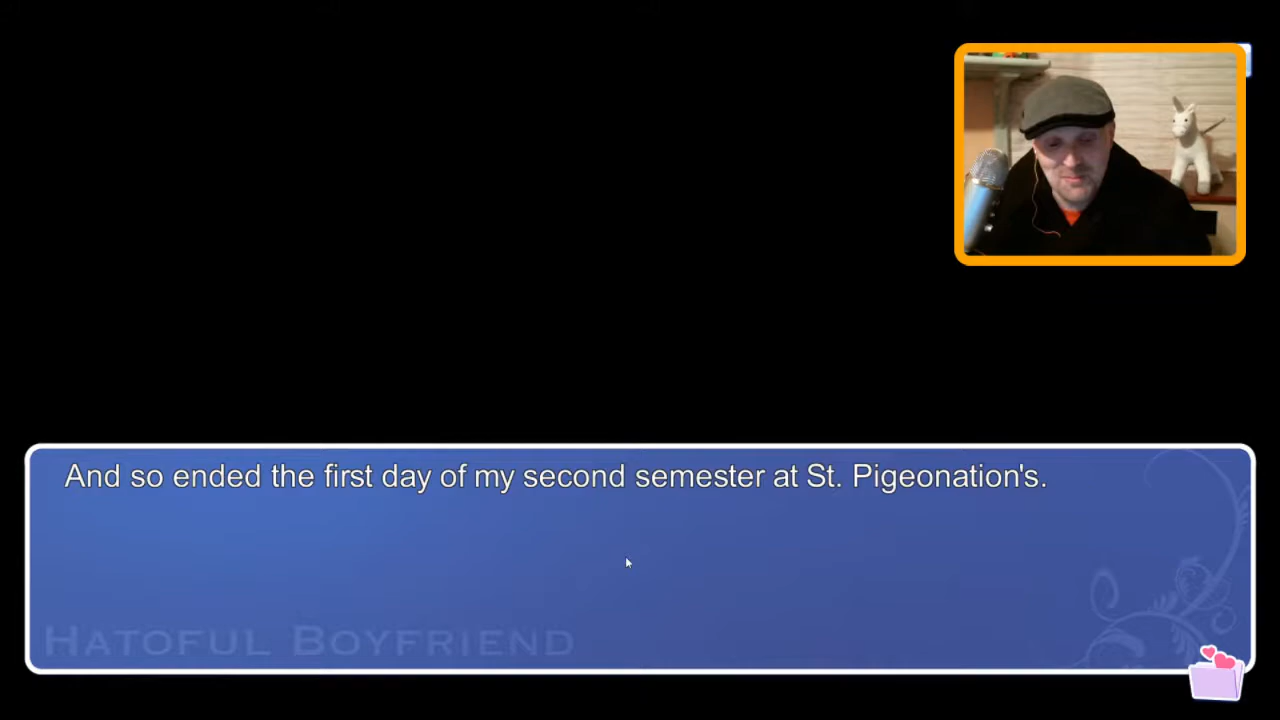 And so ended the first day of my second semester at St. Pigeonation's.
HATOFUL BOYFRIEND